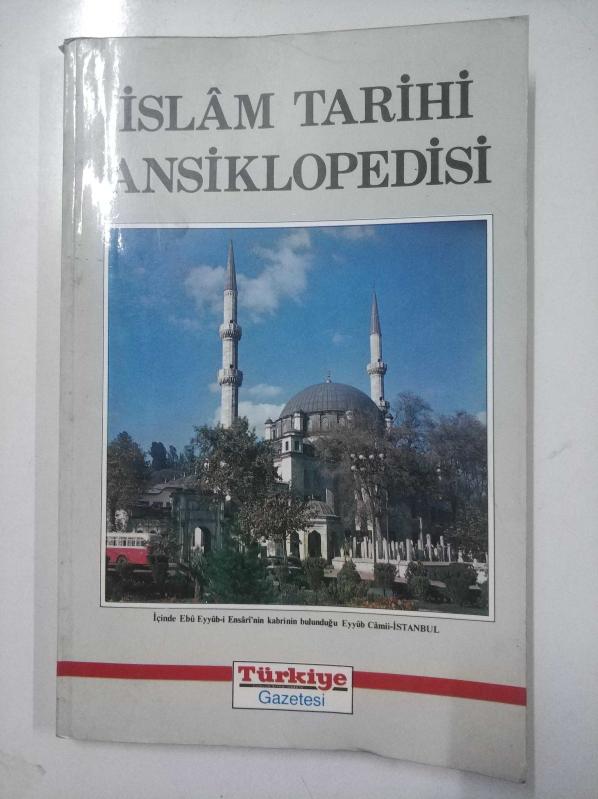 İSLÂM TARİHİ
ANSİKLOPEDİSİ
İçinde Ebû Eyyûb-i Ensârî'nin kabrinin bulunduğu Eyyûb Câmii-İSTANBUL
Türkiye
Gazetesi